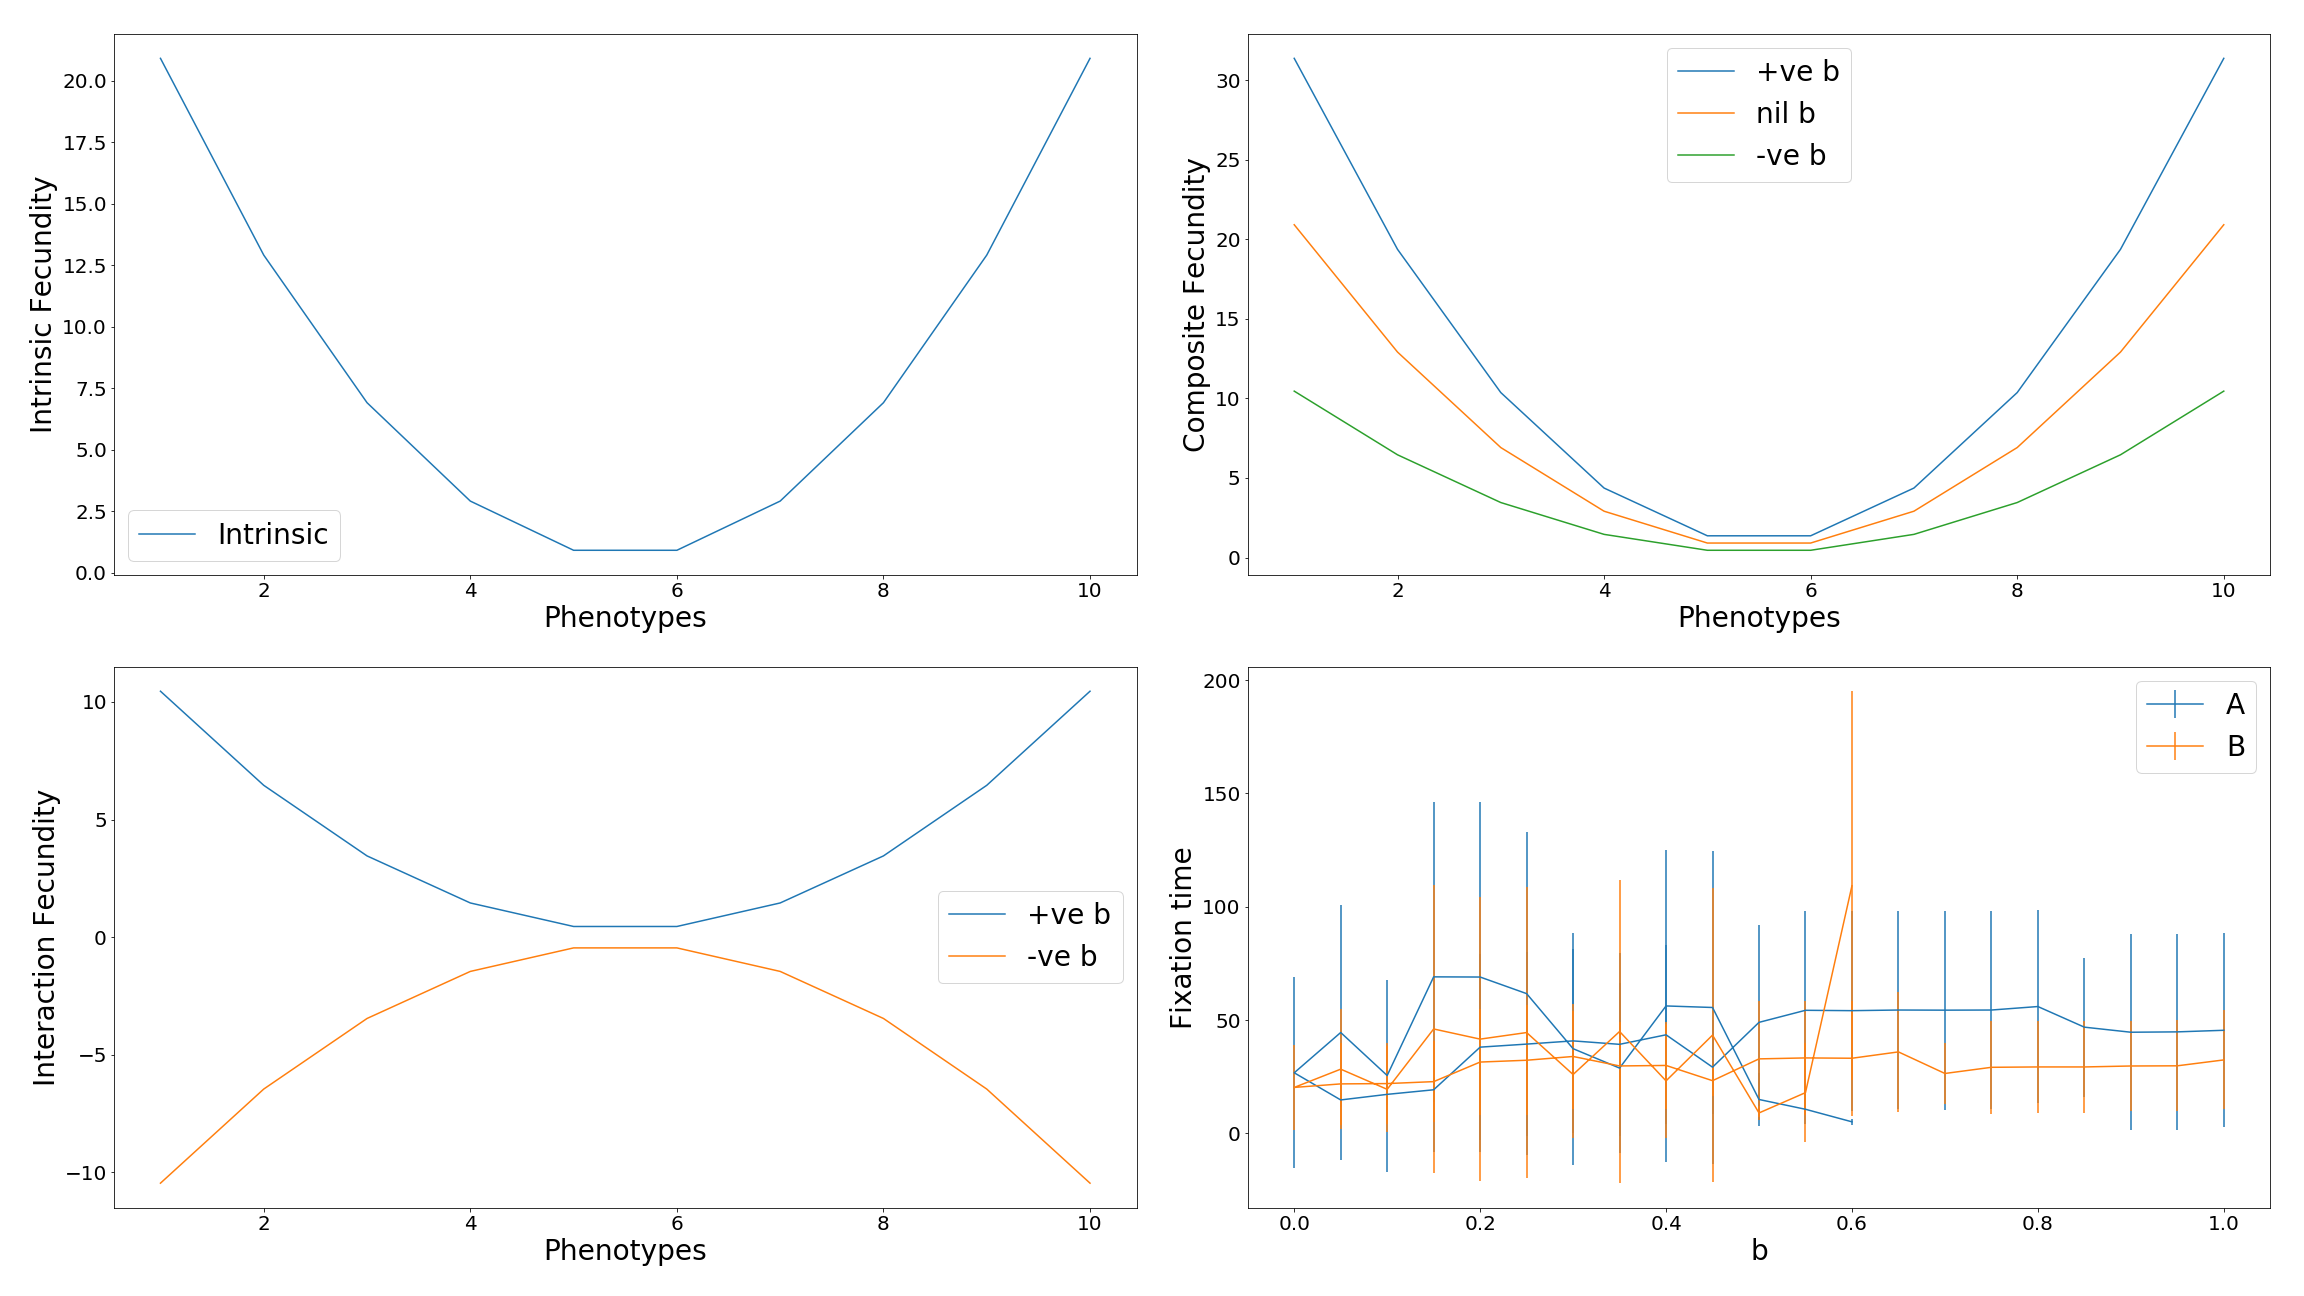 Intrinsic Fecundity
20.0
17.5
15.0
12.5
10.0
7.5
5.0
2.5
0.0
Intrinsic
2 4 6 8 10
Phenotypes
Composite Fecundity
30
25
20
15
10
5
0
+ve b
nil b
-ve b
2 4 6 8 10
Phenotypes
Interaction Fecundity
10
5
0
−5
−10
+ve b
-ve b
2 4 6 8 10
Phenotypes
Fixation time
200
150
100
50
0
A
B
0.0 0.2 0.4 0.6 0.8 1.0
b